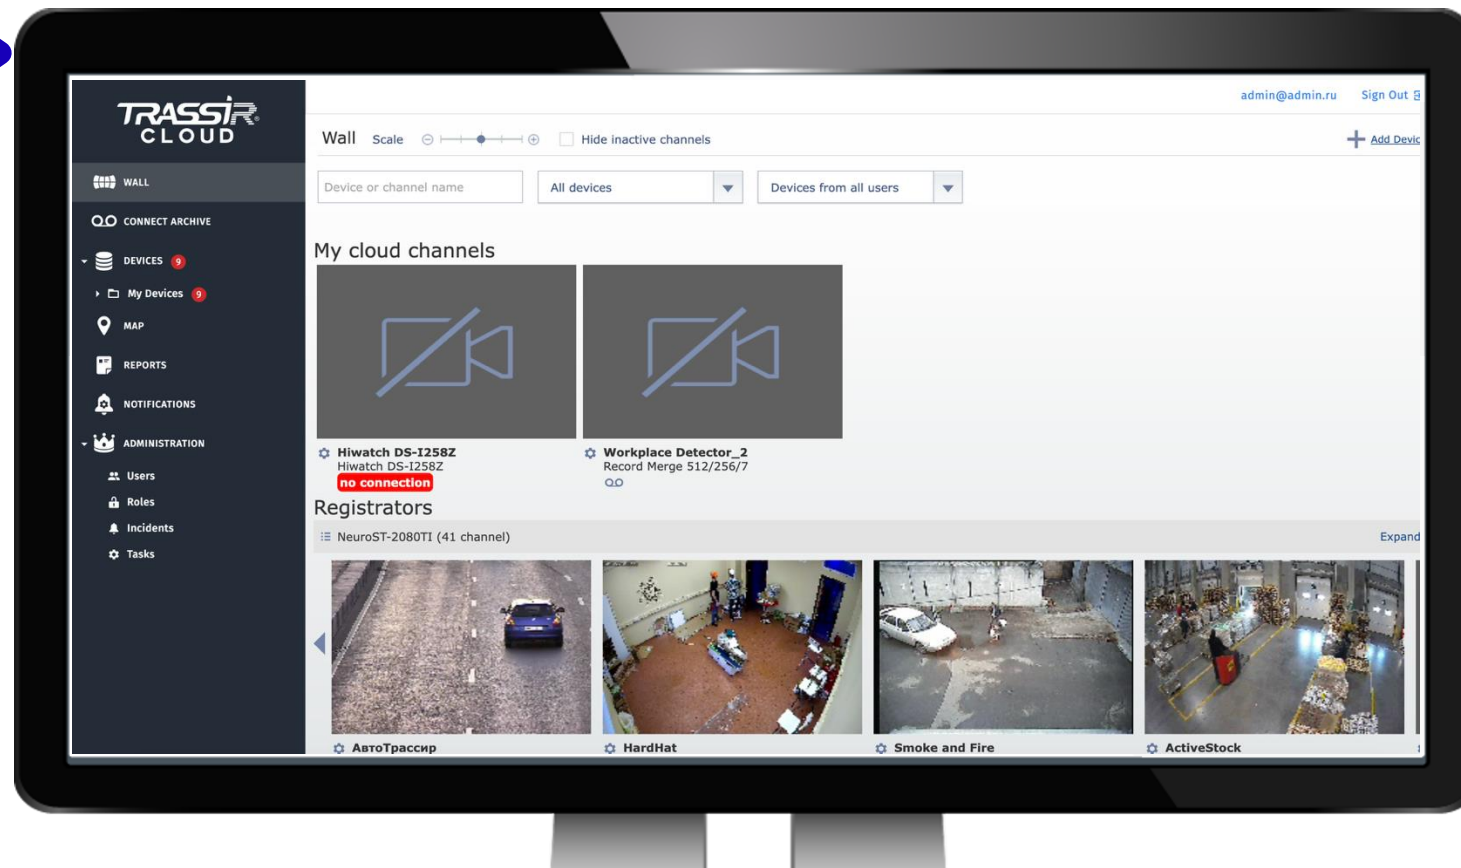 TRASSIR
CLOUD
admin@admin.ru Sign Out
Wall Scale Hide inactive channels Add Devic
Device or channel name All devices Devices from all users
WALL
CONNECT ARCHIVE
DEVICES 9
My Devices 9
MAP
REPORTS
NOTIFICATIONS
ADMINISTRATION
Users
Roles
Incidents
Tasks
My cloud channels
Hiwatch DS-I258Z
Hiwatch DS-I258Z
no connection
Workplace Detector_2
Record Merge 512/256/7
Registrators
NeuroST-2080TI (41 channel) Expand
АвтоТрассир HardHat Smoke and Fire ActiveStock